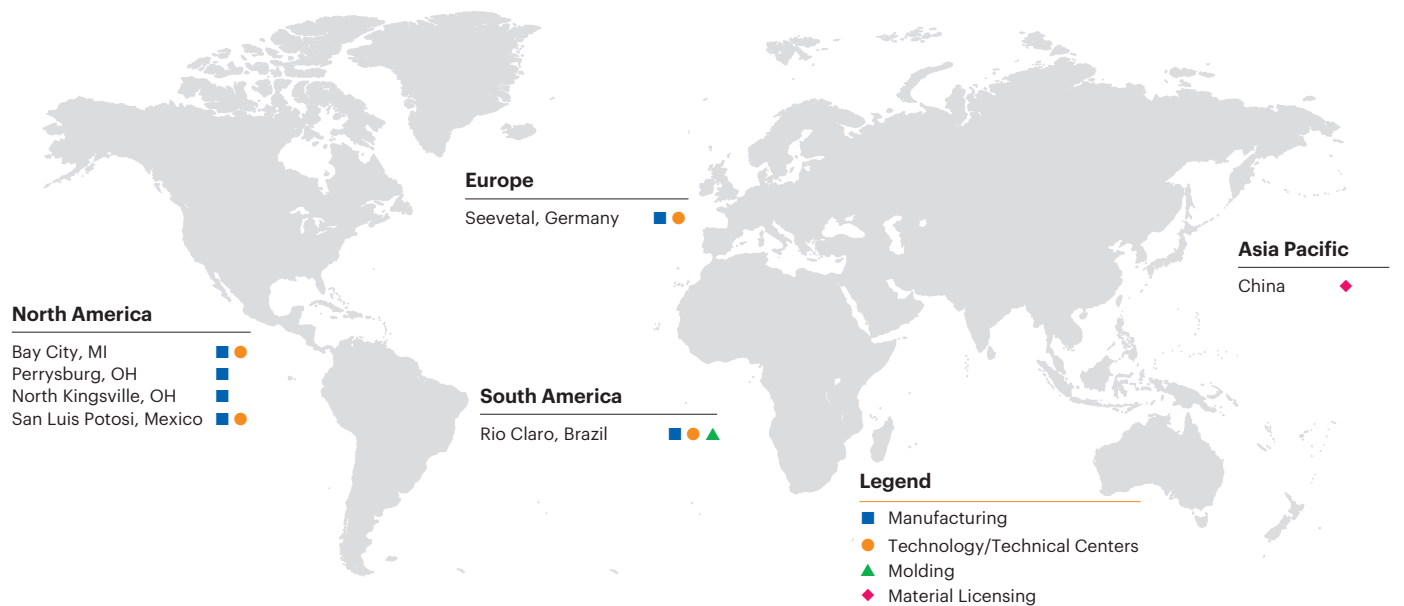 Europe
Seevetal, Germany
Asia Pacific
China
North America
Bay City, MI
Perrysburg, OH
North Kingsville, OH
San Luis Potosi, Mexico
South America
Rio Claro, Brazil
Legend
Manufacturing
Technology/Technical Centers
Molding
Material Licensing